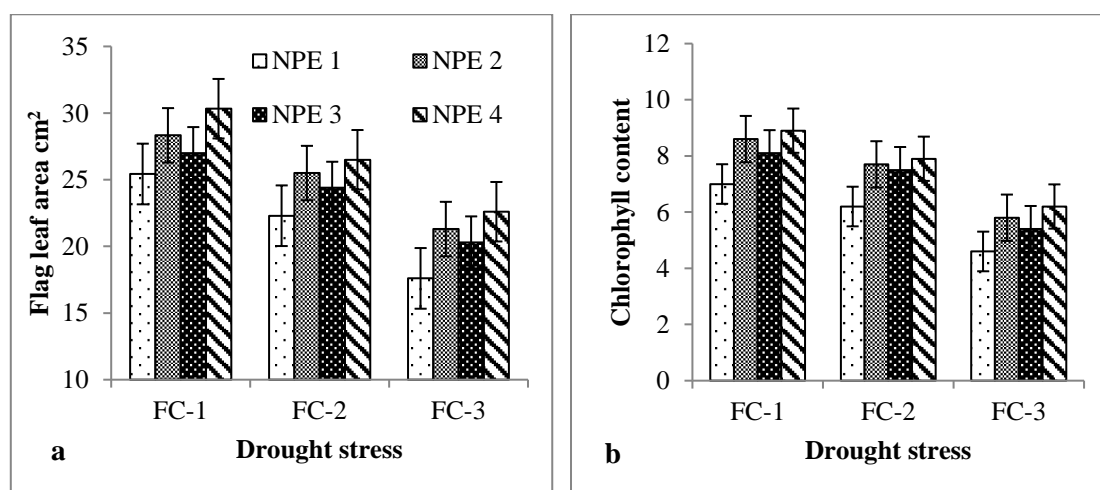 35
30
25
20
15
10
Flag leaf area cm²
NPE 1
NPE 2
NPE 3
NPE 4
FC-1
FC-2
FC-3
a
Drought stress
12
10
8
6
4
2
0
Chlorophyll content
FC-1
FC-2
FC-3
b
Drought stress